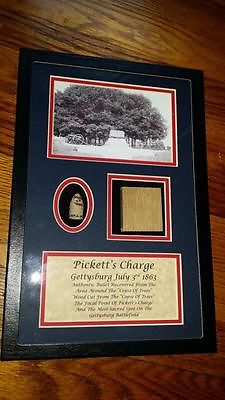 Pickett's Charge
Gettysburg July 3rd 1863
Authentic Bullet Recovered From The
Area Around The "Copse Of Trees"
Wood Cut From The "Copse Of Trees"
The Focal Point Of Pickett's Charge
And The Most Sacred Spot On The
Gettysburg Battlefield